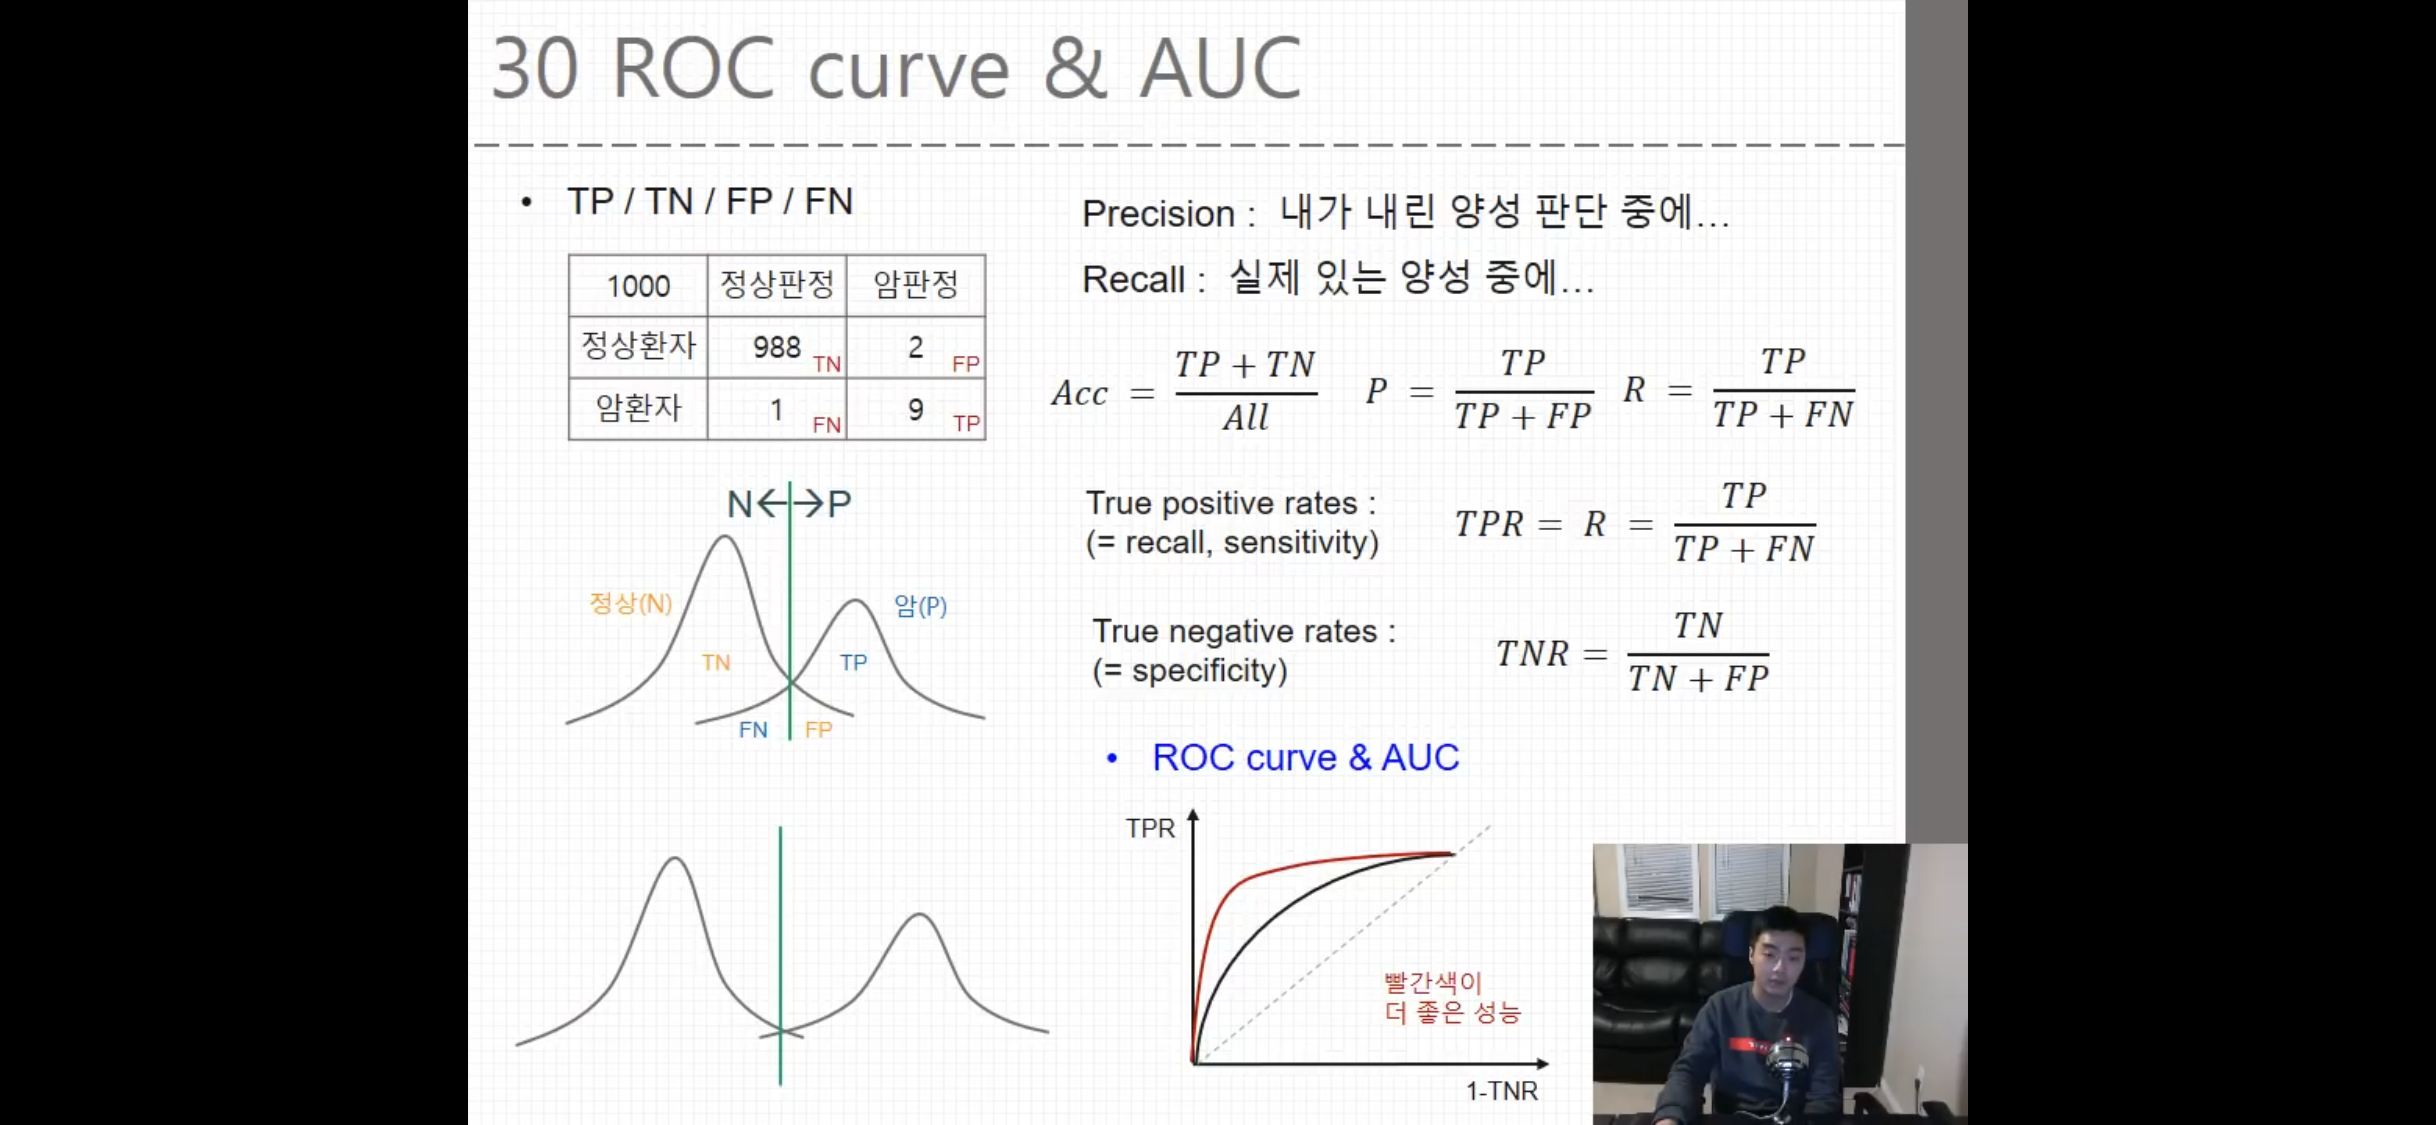 30 ROC curve & AUC
• TP / TN / FP / FN
1000 정상판정 암판정
정상환자 988 TN 2 FP
암환자 1 FN 9 TP
N←→P
정상(N)
암(P)
TN
TP
FN
FP
Precision : 내가 내린 양성 판단 중에...
Recall : 실제 있는 양성 중에...
Acc = TP + TN / All P = TP / TP + FP R = TP / TP + FN
True positive rates :
(= recall, sensitivity)
TPR = R = TP / TP + FN
True negative rates :
(= specificity)
TNR = TN / TN + FP
• ROC curve & AUC
TPR
빨간색이
더 좋은 성능
1-TNR